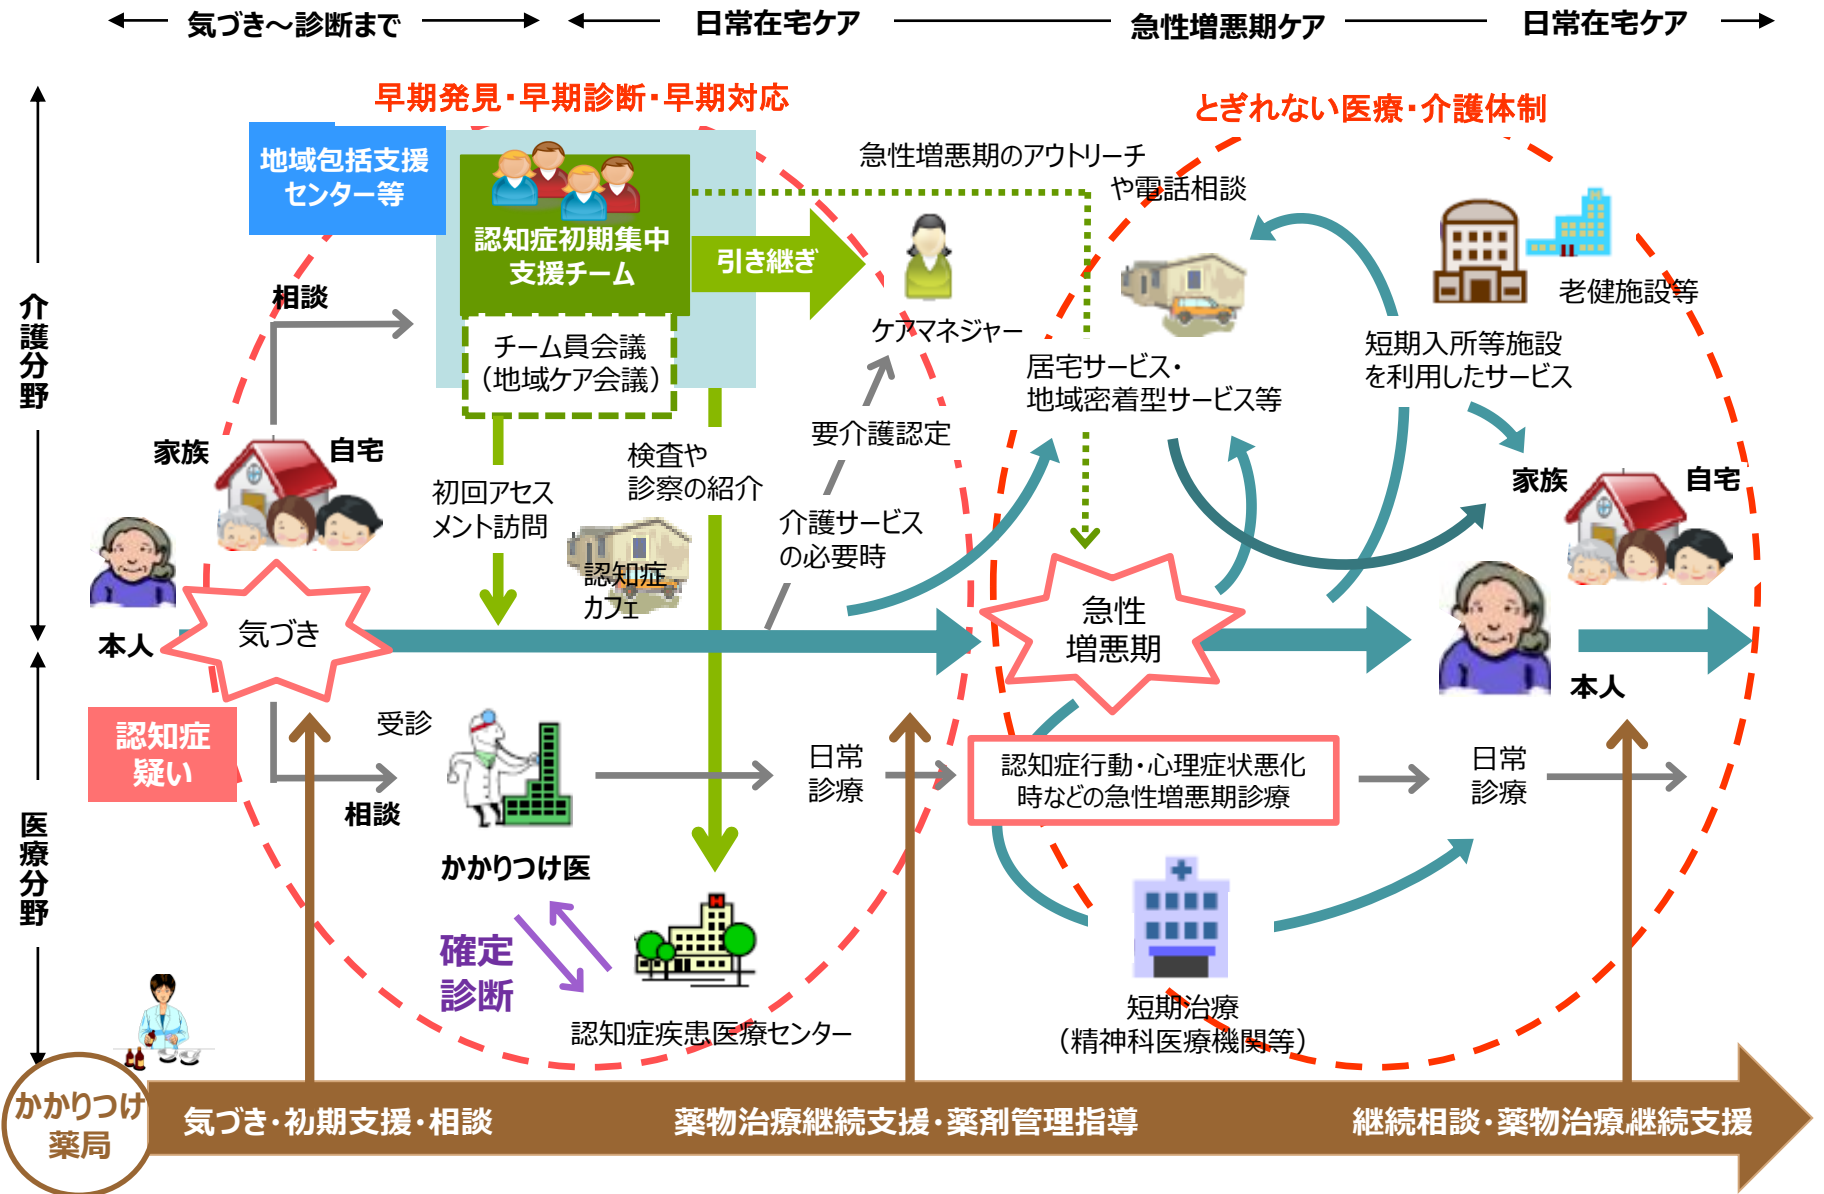 気づき～診断まで
日常在宅ケア
急性増悪期ケア
日常在宅ケア
早期発見・早期診断・早期対応
とぎれない医療・介護体制
介護分野
医療分野
地域包括支援
センター等
認知症初期集中
支援チーム
チーム員会議
（地域ケア会議）
引き継ぎ
急性増悪期のアウトリーチ
や電話相談
ケアマネジャー
相談
家族
自宅
本人
気づき
認知症
疑い
初回アセス
メント訪問
検査や
診察の紹介
認知症
カフェ
要介護認定
介護サービス
の必要時
居宅サービス・
地域密着型サービス等
老健施設等
短期入所等施設
を利用したサービス
急性
増悪期
家族
自宅
本人
受診
相談
かかりつけ医
確定
診断
認知症疾患医療センター
日常
診療
認知症行動・心理症状悪化
時などの急性増悪期診療
日常
診療
短期治療
（精神科医療機関等）
かかりつけ
薬局
気づき・初期支援・相談
薬物治療継続支援・薬剤管理指導
継続相談・薬物治療継続支援